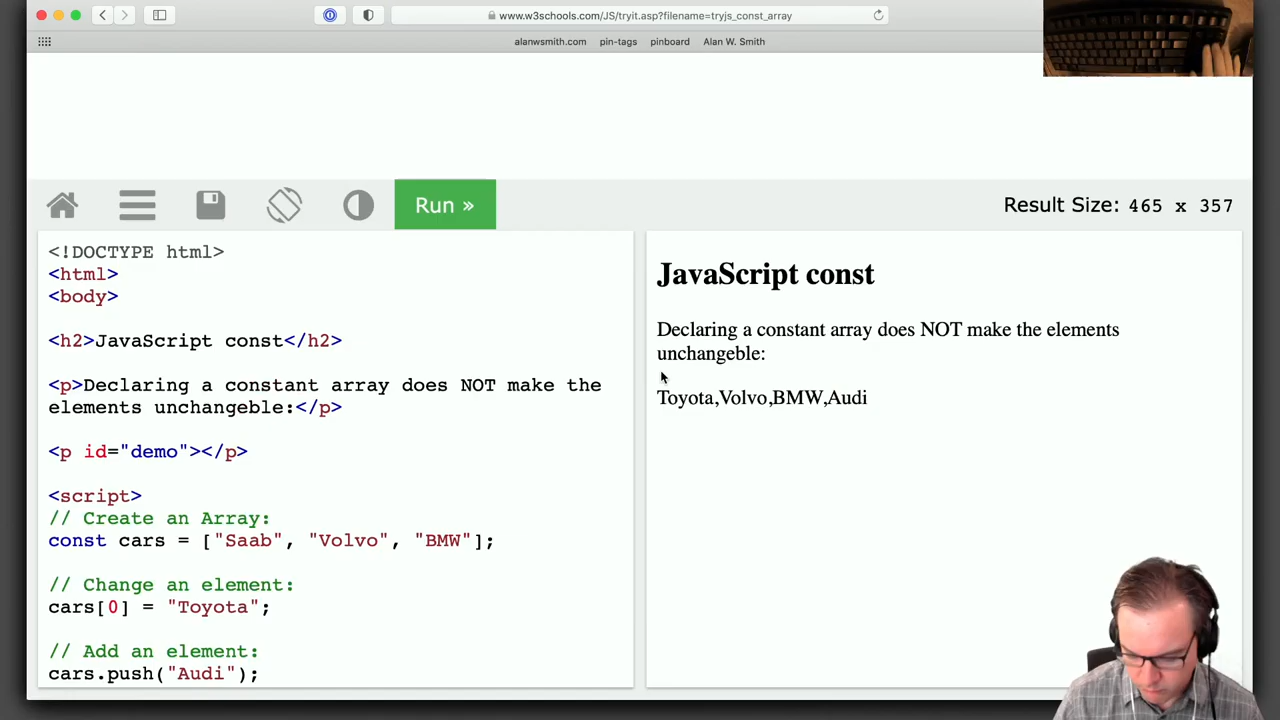 www.w3schools.com/JS/tryit.asp?filename=tryjs_const_array
alanwsmith.com pin-tags pinboard Alan W. Smith
Run »
Result Size: 465 x 357
<!DOCTYPE html>
<html>
<body>
<h2>JavaScript const</h2>
<p>Declaring a constant array does NOT make the
elements unchangeble:</p>
<p id="demo"></p>
<script>
// Create an Array:
const cars = ["Saab", "Volvo", "BMW"];
// Change an element:
cars[0] = "Toyota";
// Add an element:
cars.push("Audi");
JavaScript const
Declaring a constant array does NOT make the elements
unchangeble:
Toyota,Volvo,BMW,Audi